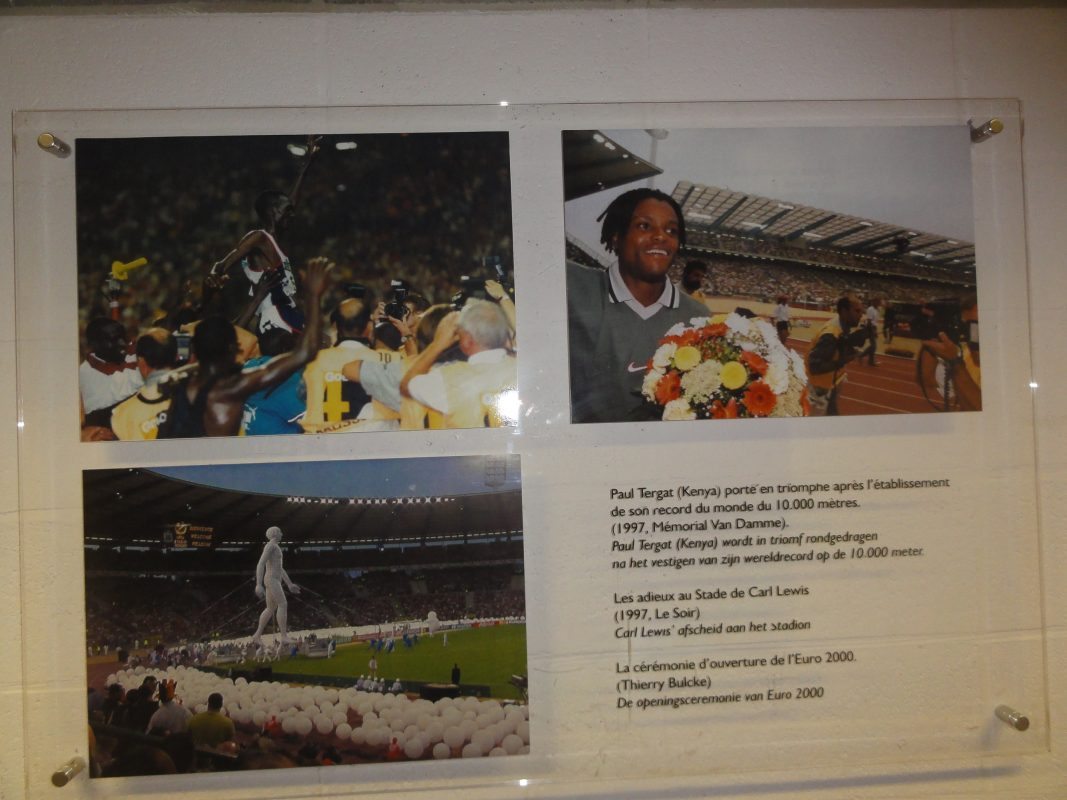 Paul Tergat (Kenya) porté en triomphe après l'établissement
de son record du monde du 10.000 mètres.
(1997, Mémorial Van Damme).
Paul Tergat (Kenya) wordt in triomf rondgedragen
na het vestigen van zijn wereldrecord op de 10.000 meter.
Les adieux au Stade de Carl Lewis
(1997, Le Soir)
Carl Lewis' afscheid aan het stadion
La cérémonie d'ouverture de l'Euro 2000.
(Thierry Bulcke)
De openingsceremonie van Euro 2000